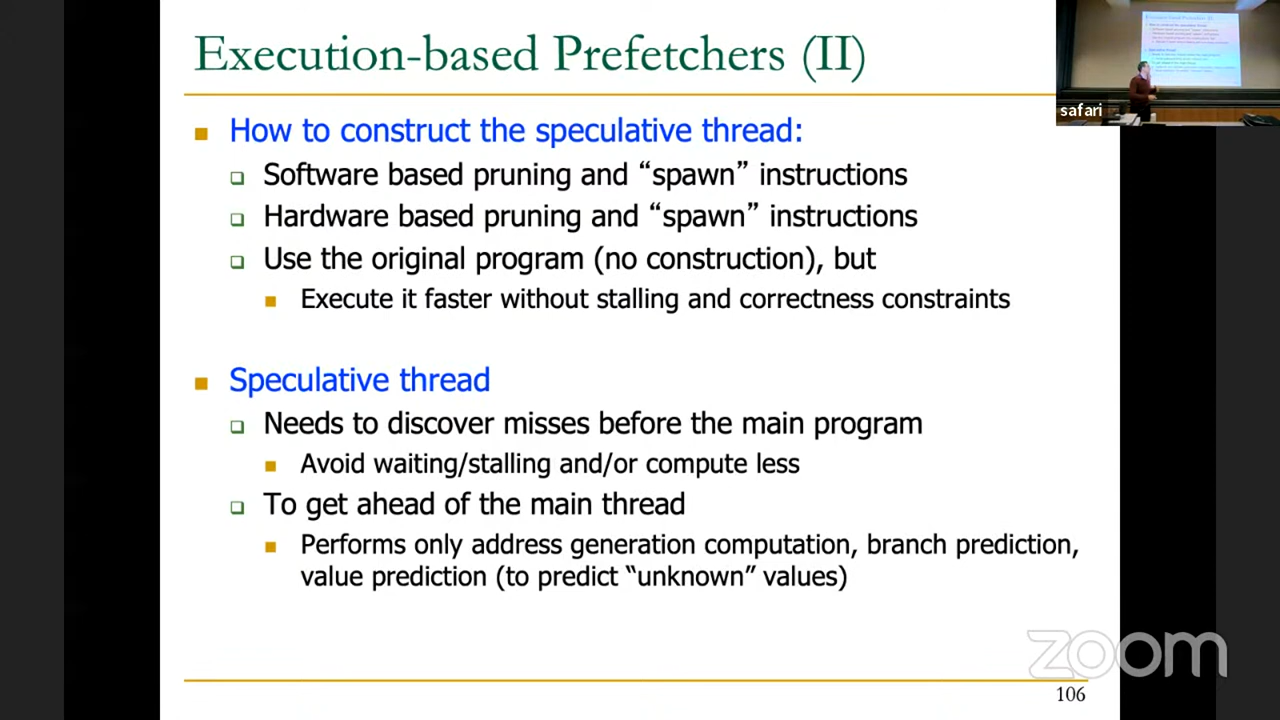 Execution-based Prefetchers (II)
safari
How to construct the speculative thread:
Software based pruning and “spawn” instructions
Hardware based pruning and “spawn” instructions
Use the original program (no construction), but
Execute it faster without stalling and correctness constraints
Speculative thread
Needs to discover misses before the main program
Avoid waiting/stalling and/or compute less
To get ahead of the main thread
Performs only address generation computation, branch prediction,
value prediction (to predict “unknown” values)
zoom
106